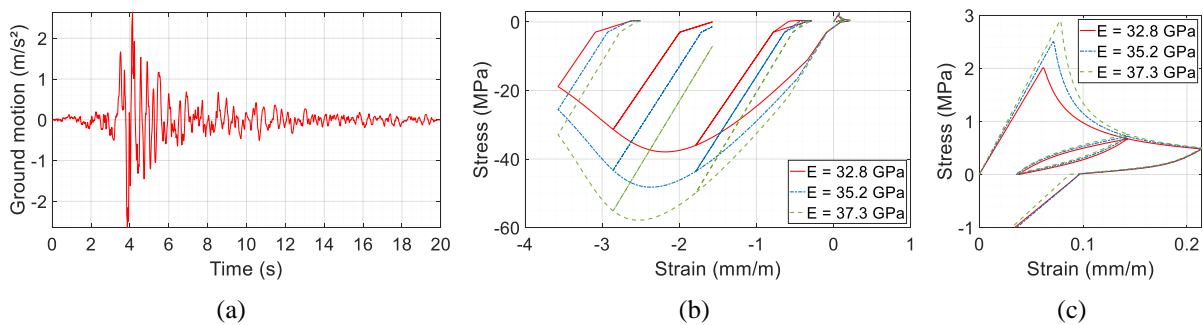 Ground motion (m/s²)
2
1
0
-1
-2
0 2 4 6 8 10 12 14 16 18 20
Time (s)
(a)
Stress (MPa)
0
-20
-40
-60
E = 32.8 GPa
E = 35.2 GPa
E = 37.3 GPa
-4 -3 -2 -1 0 1
Strain (mm/m)
(b)
Stress (MPa)
3
2
1
0
-1
E = 32.8 GPa
E = 35.2 GPa
E = 37.3 GPa
0 0.1 0.2
Strain (mm/m)
(c)